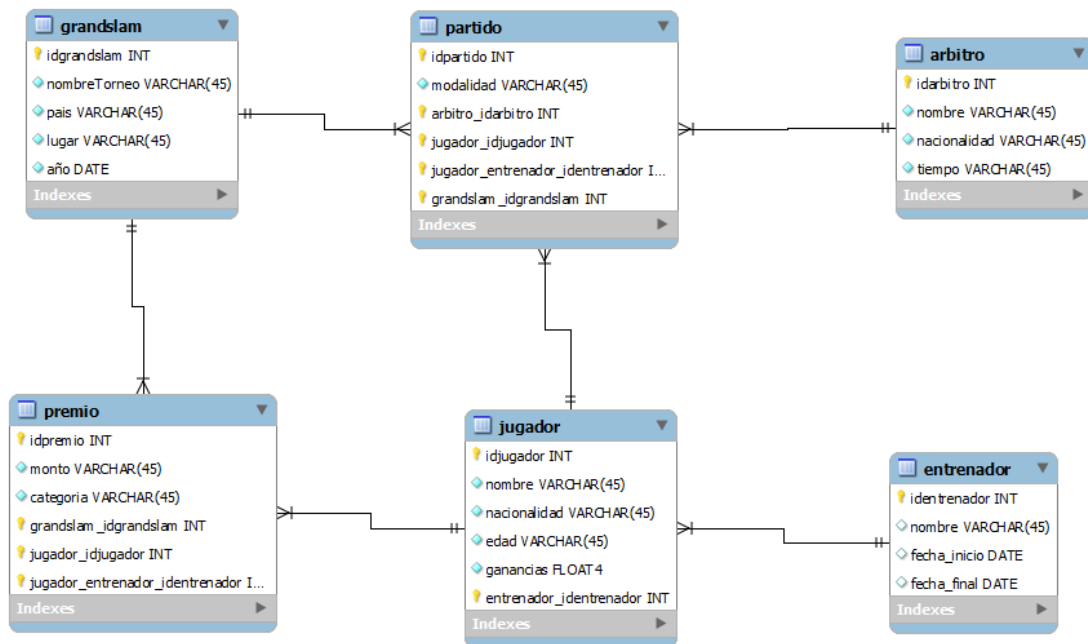 grandslam
idgrandslam INT
nombreTorneo VARCHAR(45)
pais VARCHAR(45)
lugar VARCHAR(45)
año DATE
Indexes
partido
idpartido INT
modalidad VARCHAR(45)
arbitro_idarbitro INT
jugador_idjugador INT
jugador_entrenador_identrenador I...
grandslam_idgrandslam INT
Indexes
arbitro
idarbitro INT
nombre VARCHAR(45)
nacionalidad VARCHAR(45)
tiempo VARCHAR(45)
Indexes
premio
idpremio INT
monto VARCHAR(45)
categoria VARCHAR(45)
grandslam_idgrandslam INT
jugador_idjugador INT
jugador_entrenador_identrenador I...
Indexes
jugador
idjugador INT
nombre VARCHAR(45)
nacionalidad VARCHAR(45)
edad VARCHAR(45)
ganancias FLOAT4
entrenador_identrenador INT
Indexes
entrenador
identrenador INT
nombre VARCHAR(45)
fecha_inicio DATE
fecha_final DATE
Indexes